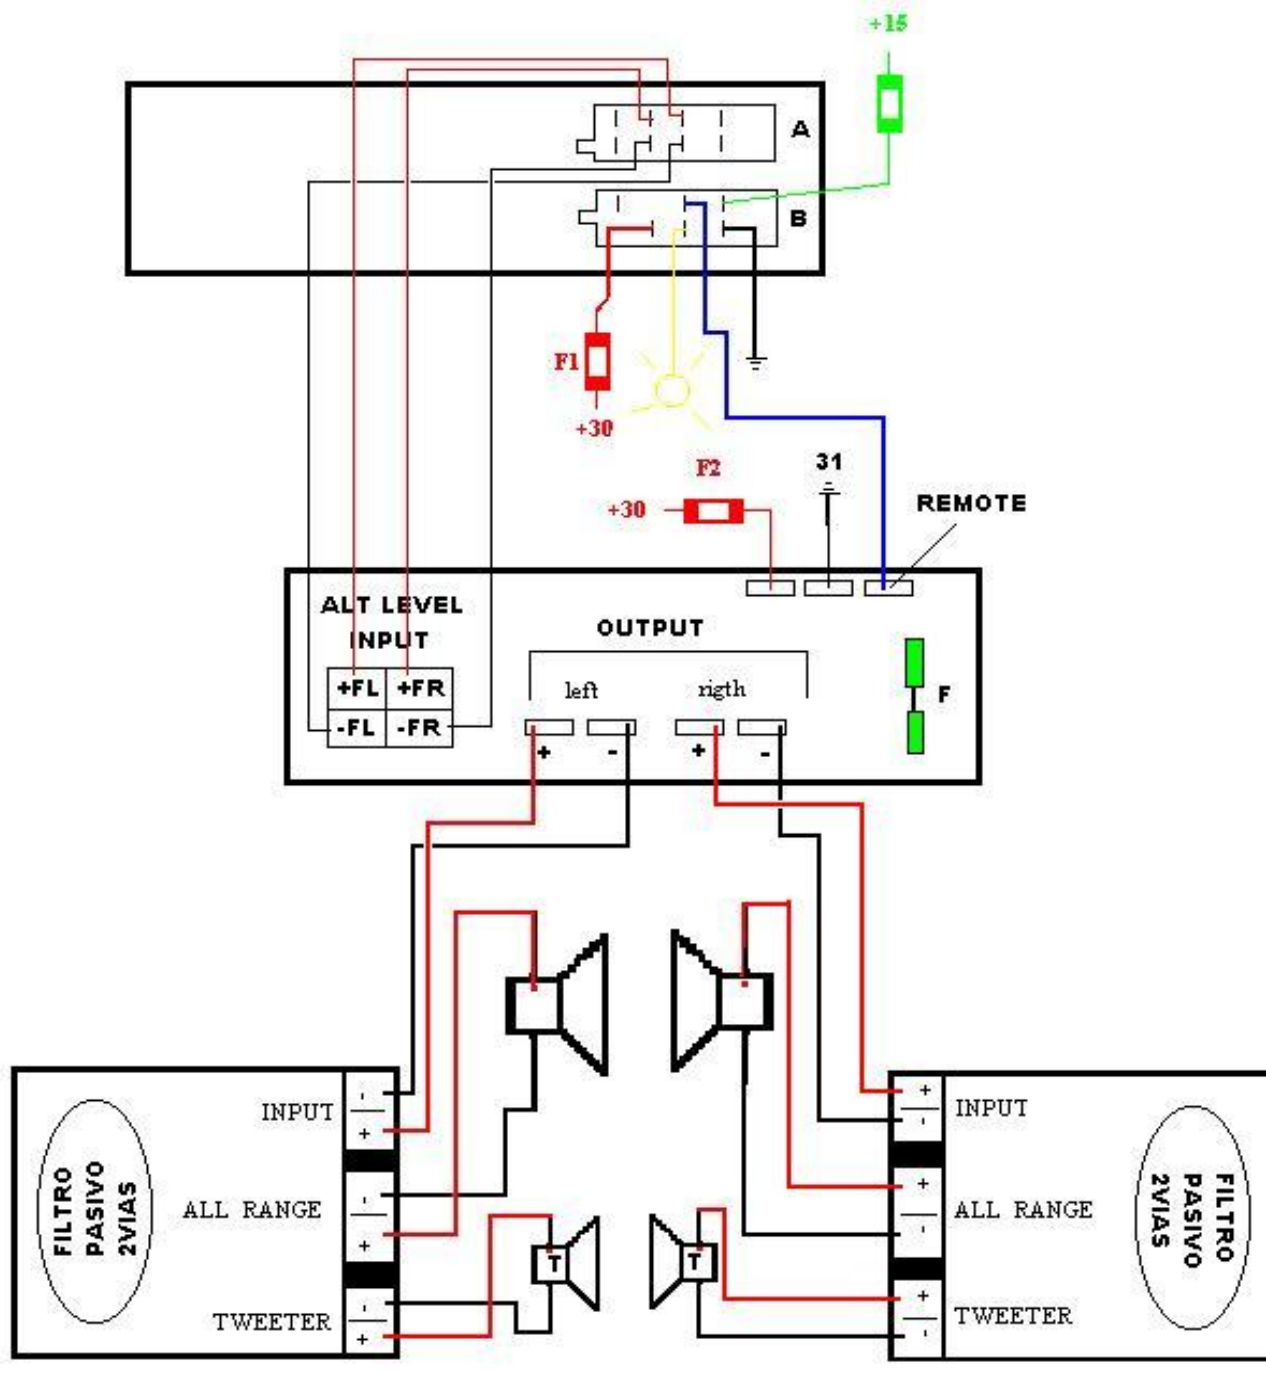 +15
A
B
F1
+30
F2
+30
31
REMOTE
ALT LEVEL
INPUT
OUTPUT
left
rigth
+FL
+FR
-FL
-FR
F
+
-
+
-
-
INPUT
+
-
ALL RANGE
+
-
TWEETER
+
FILTRO
PASIVO
2VIAS
T
T
+
INPUT
-
+
ALL RANGE
-
+
TWEETER
-
FILTRO
PASIVO
2VIAS